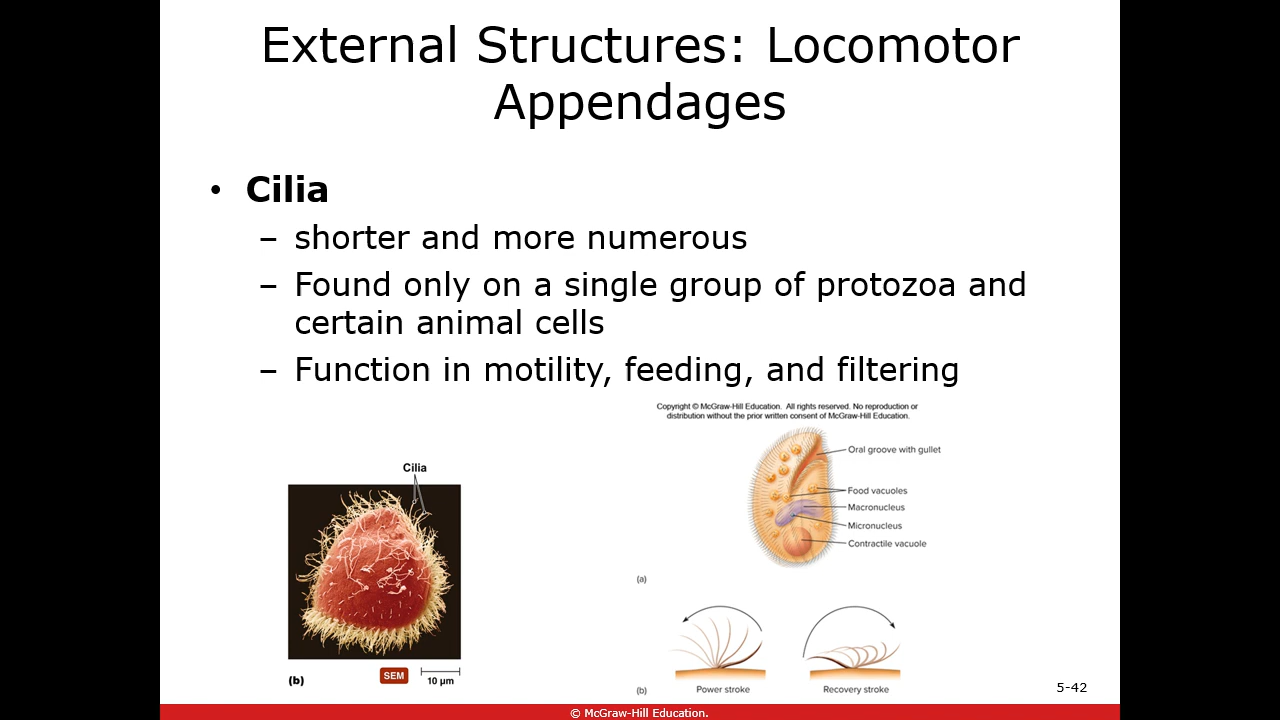 External Structures: Locomotor
Appendages
• Cilia
– shorter and more numerous
– Found only on a single group of protozoa and
certain animal cells
– Function in motility, feeding, and filtering
Copyright © McGraw-Hill Education. All rights reserved. No reproduction or
distribution without the prior written consent of McGraw-Hill Education.
Cilia
(b)
SEM
10 µm
Oral groove with gullet
Food vacuoles
Macronucleus
Micronucleus
Contractile vacuole
(a)
(b)
Power stroke
Recovery stroke
5-42
© McGraw-Hill Education.